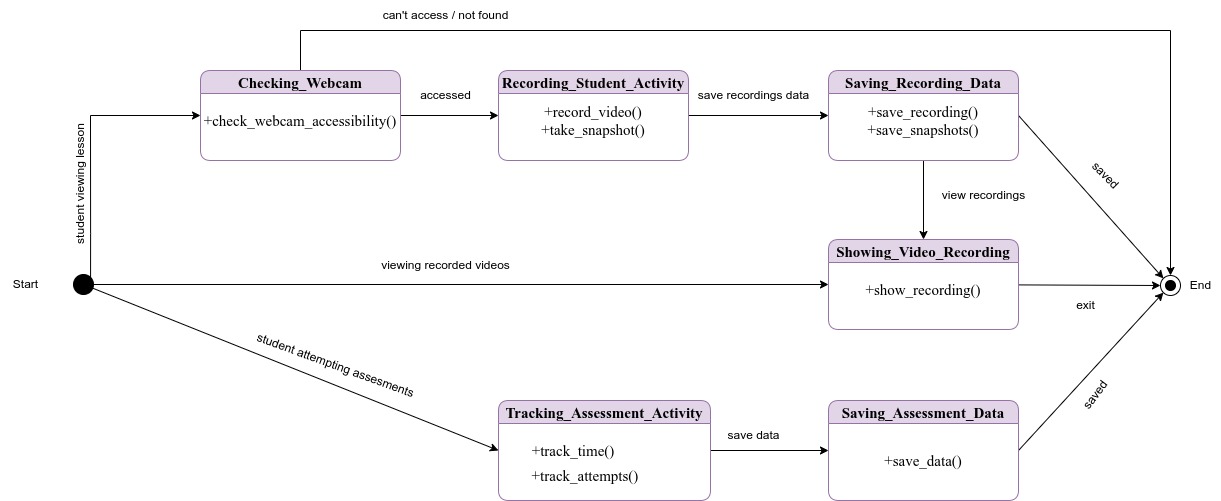 can't access / not found
Checking_Webcam
+check_webcam_accessibility()
accessed
Recording_Student_Activity
+record_video()
+take_snapshot()
save recordings data
Saving_Recording_Data
+save_recording()
+save_snapshots()
student viewing lesson
saved
view recordings
Start
viewing recorded videos
Showing_Video_Recording
+show_recording()
exit
End
student attempting assesments
Tracking_Assessment_Activity
+track_time()
+track_attempts()
save data
Saving_Assessment_Data
+save_data()
saved